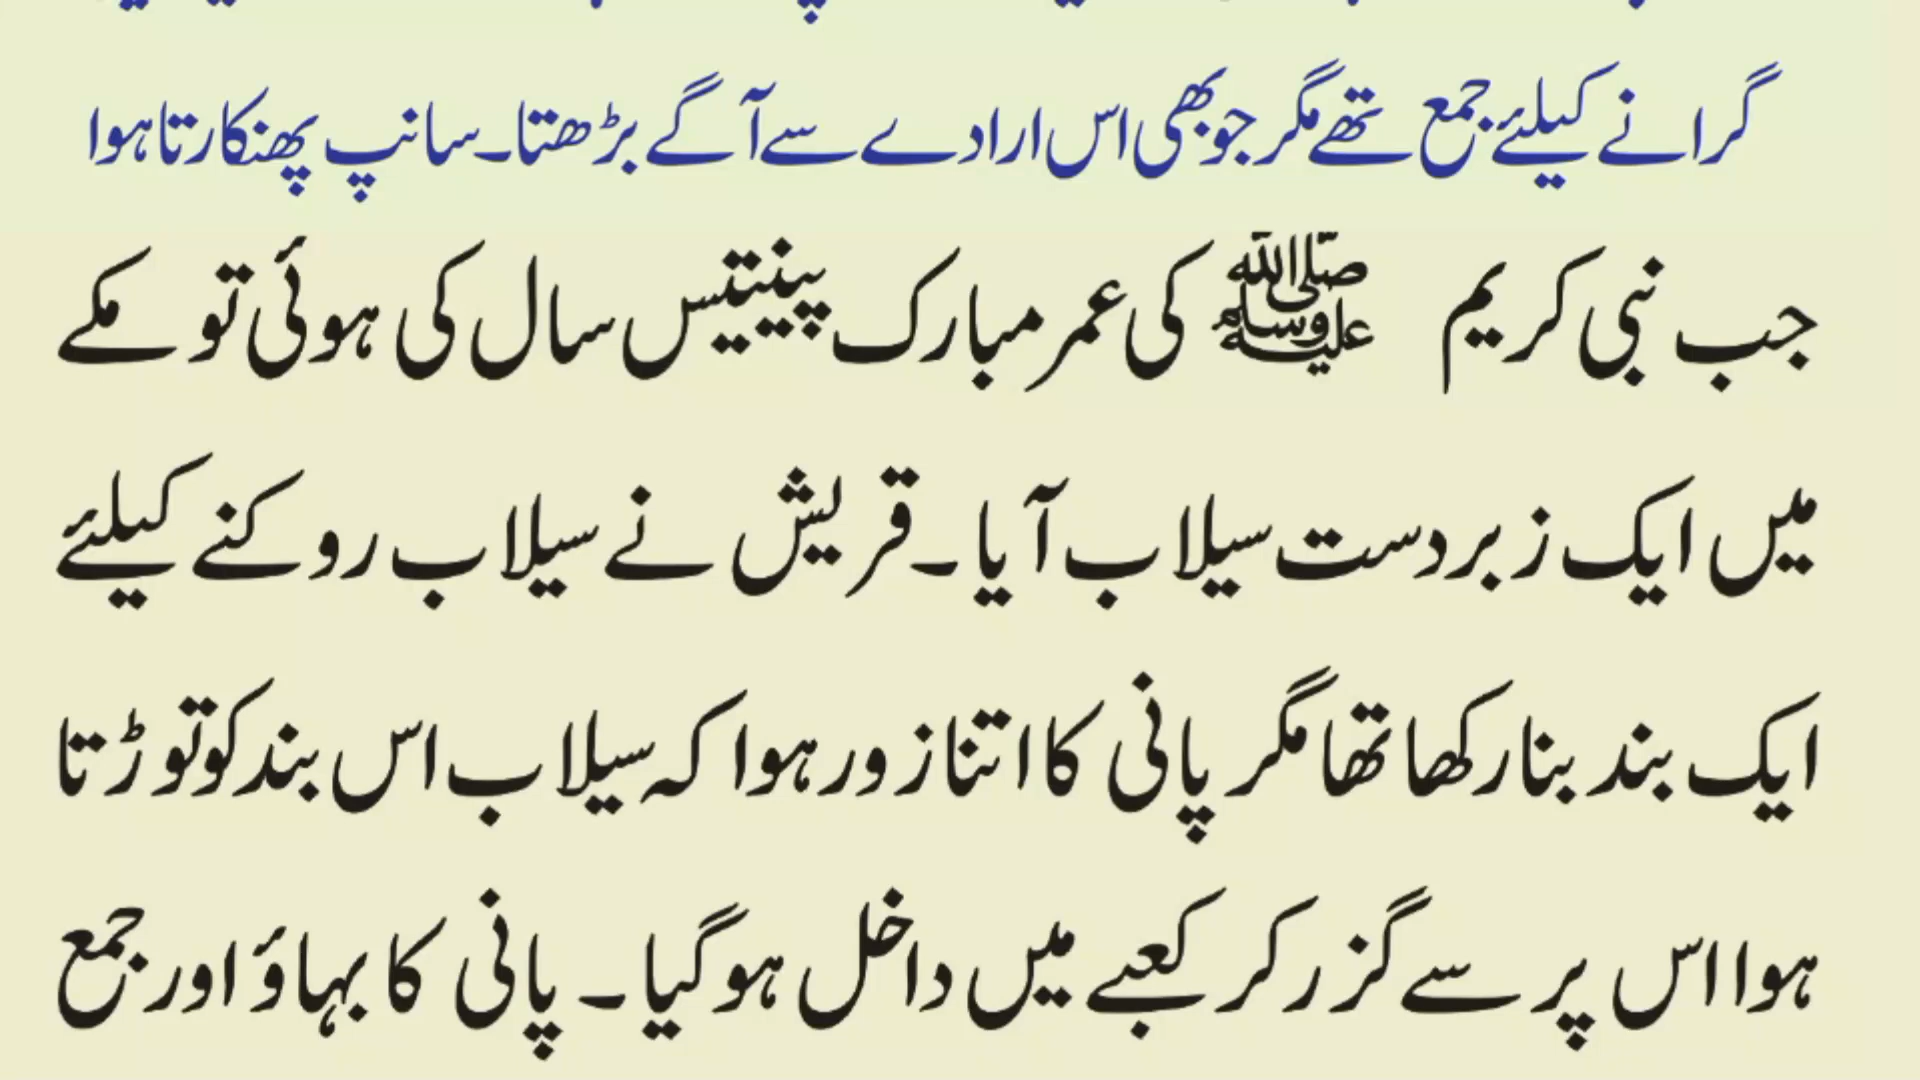 گرانے کیلئے جمع تھے مگر جو بھی اس ارادے سے آگے بڑھتا۔ سانپ پھنکارتا ہوا
جب نبی کریم ﷺ کی عمر مبارک پینتیس سال کی ہوئی تو مکے
میں ایک زبردست سیلاب آیا۔ قریش نے سیلاب روکنے کیلئے
ایک بند بنا رکھا تھا مگر پانی کا اتنا زور ہوا کہ سیلاب اس بند کو توڑتا
ہوا اس پر سے گزر کر کعبے میں داخل ہو گیا۔ پانی کا بہاؤ اور جمع